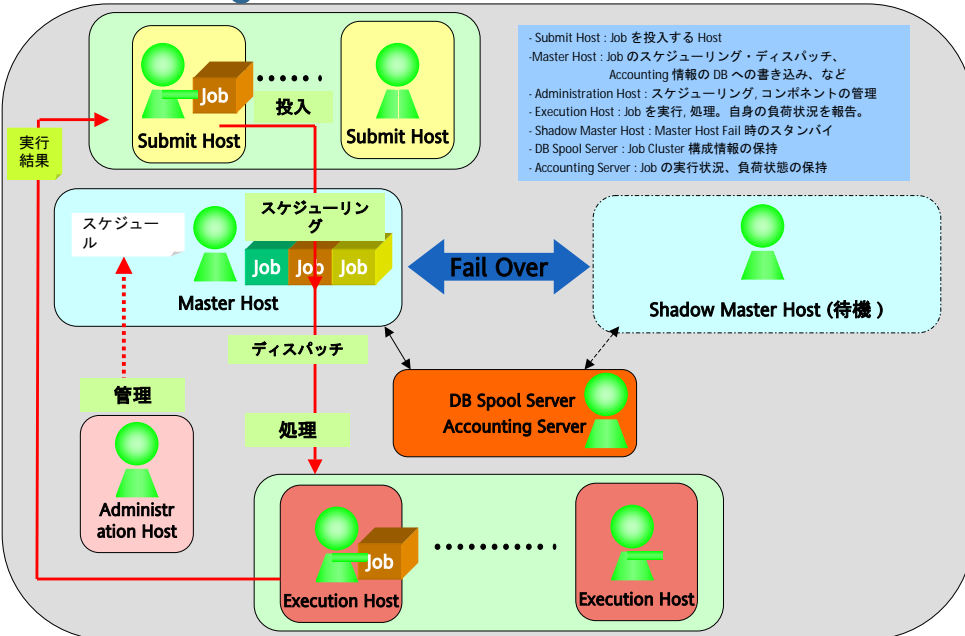 - Submit Host : Job を投入する Host
-Master Host : Job のスケジューリング・ディスパッチ、
Accounting 情報の DB への書き込み、など
- Administration Host : スケジューリング, コンポーネントの管理
- Execution Host : Job を実行, 処理。自身の負荷状況を報告。
- Shadow Master Host : Master Host Fail 時のスタンバイ
- DB Spool Server : Job Cluster 構成情報の保持
- Accounting Server : Job の実行状況、負荷状態の保持
Job
投入
Submit Host
Submit Host
実行
結果
スケジュー
ル
スケジューリン
グ
Job
Job
Job
Master Host
Fail Over
Shadow Master Host (待機 )
ディスパッチ
管理
DB Spool Server
Accounting Server
処理
Administr
ation Host
Job
Execution Host
Execution Host